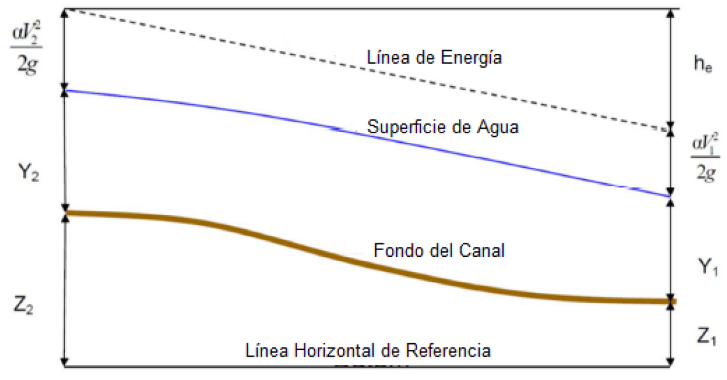 αV₂²
2g
Línea de Energía
hₑ
Superficie de Agua
αV₁²
2g
Y₂
Fondo del Canal
Y₁
Z₂
Z₁
Línea Horizontal de Referencia